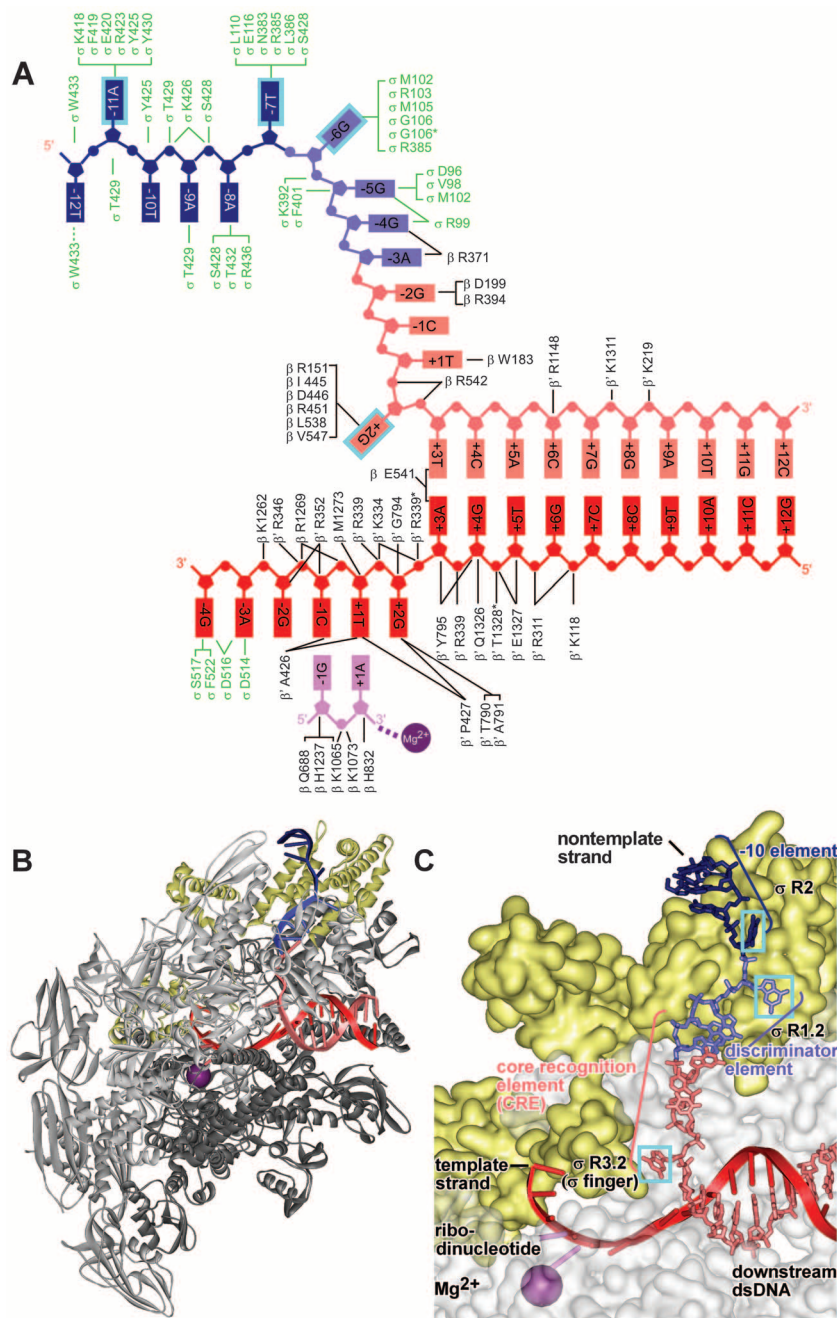 A
σ K418
σ F419
σ E420
σ R423
σ Y425
σ Y430
σ L110
σ E116
σ N383
σ R385
σ L386
σ S428
σ W433
σ Y425
σ T429
σ K426
σ S428
-11A
-7T
-6G
σ M102
σ R103
σ M105
σ G106
σ G106*
σ R385
5'
-12T
σ T429
-10T
-9A
-8A
σ K392
σ F401
-5G
σ D96
σ V98
σ M102
-4G
σ R99
σ W433
σ T429
σ S428
σ T432
σ R436
-3A
β R371
-2G
β D199
β R394
-1C
+1T
β W183
β' R1148
β' K1311
β' K219
β R151
β I 445
β D446
β R451
β L538
β V547
β R542
+2G
3'
+3T
+4C
+5A
+6C
+7G
+8G
+9A
+10T
+11G
+12C
β E541
β K1262
β' R346
β R1269
β' R352
β M1273
β' R339
β' K334
β' G794
β' R339*
+3A
+4G
+5T
+6G
+7C
+8C
+9T
+10A
+11C
+12G
3'
5'
-4G
-3A
-2G
-1C
+1T
+2G
β' Y795
β' R339
β' Q1326
β' T1328*
β' E1327
β' R311
β' K118
σ S517
σ F522
σ D516
σ D514
β' A426
-1G
+1A
β' P427
β' T790
β' A791
5'
3'
Mg2+
β Q688
β H1237
β K1065
β K1073
β H832
B
C
nontemplate
strand
-10 element
σ R2
σ R1.2
discriminator
element
core recognition
element
(CRE)
template
strand
σ R3.2
(σ finger)
ribo-
dinucleotide
Mg2+
downstream
dsDNA